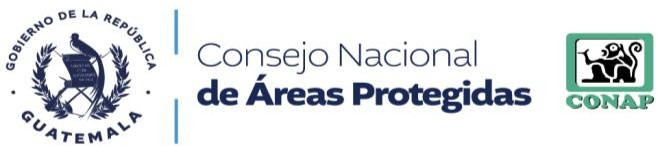 GOBIERNO DE LA REPÚBLICA
GUATEMALA
Consejo Nacional
de Áreas Protegidas
CONAP